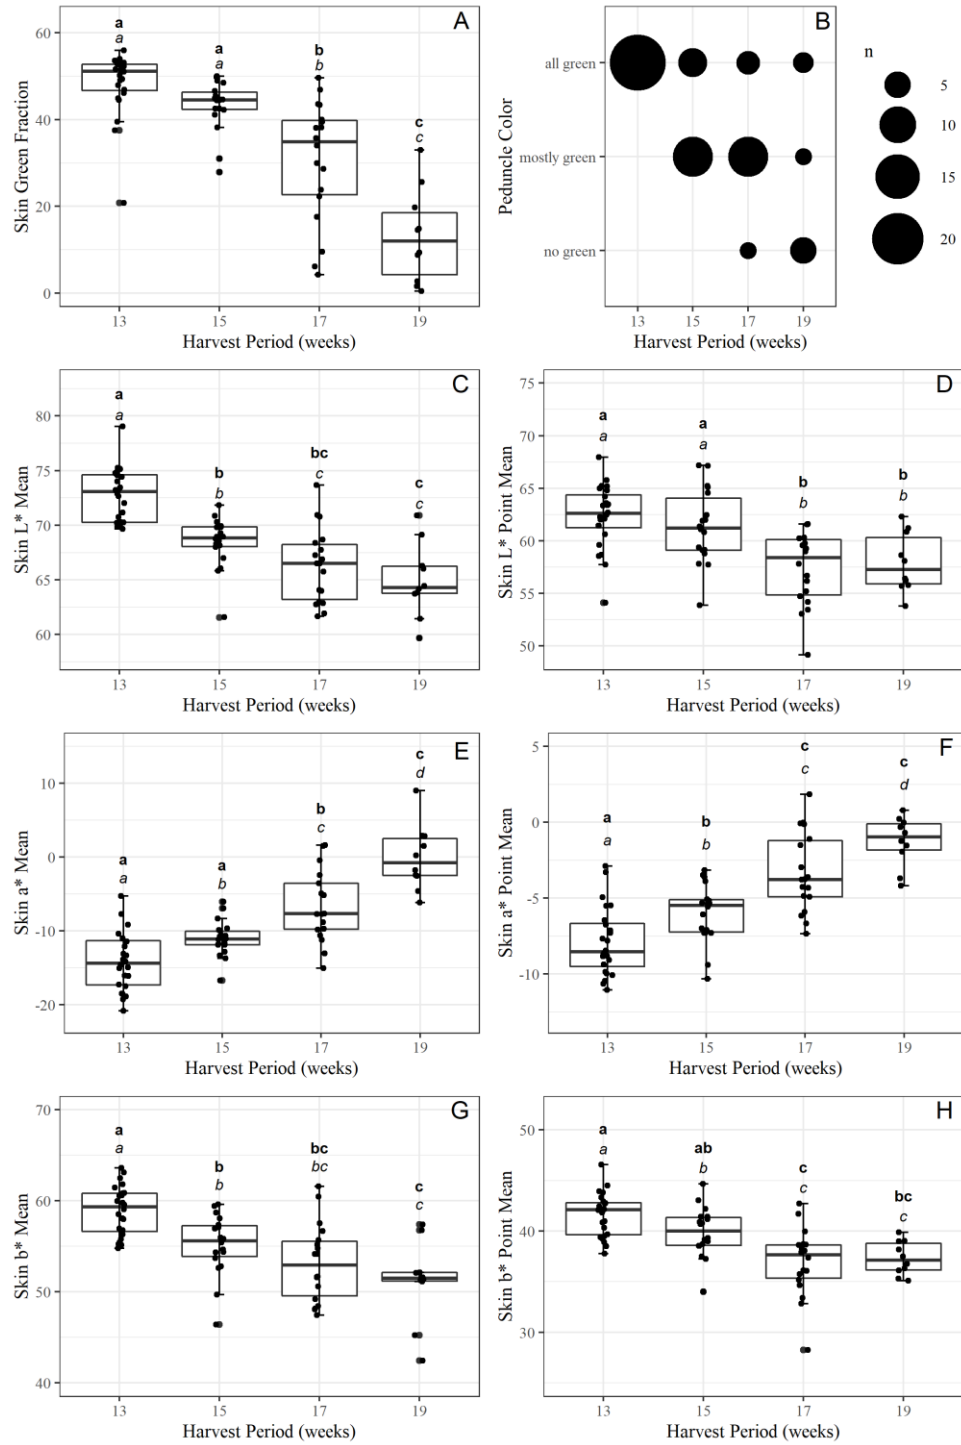 A
a
a
a
a
b
b
c
c
60
40
20
0
Skin Green Fraction
13 15 17 19
Harvest Period (weeks)
B
all green
mostly green
no green
Peduncle Color
13 15 17 19
Harvest Period (weeks)
n
5
10
15
20
C
a
a
b
b
bc
c
c
c
80
75
70
65
60
Skin L* Mean
13 15 17 19
Harvest Period (weeks)
D
a
a
a
a
b
b
b
b
75
70
65
60
55
50
Skin L* Point Mean
13 15 17 19
Harvest Period (weeks)
E
a
a
a
b
b
c
c
d
10
0
-10
-20
Skin a* Mean
13 15 17 19
Harvest Period (weeks)
F
a
a
b
b
c
c
c
d
5
0
-5
-10
Skin a* Point Mean
13 15 17 19
Harvest Period (weeks)
G
a
a
b
b
bc
bc
c
c
70
60
50
40
Skin b* Mean
13 15 17 19
Harvest Period (weeks)
H
a
a
ab
b
c
c
bc
c
50
40
30
Skin b* Point Mean
13 15 17 19
Harvest Period (weeks)